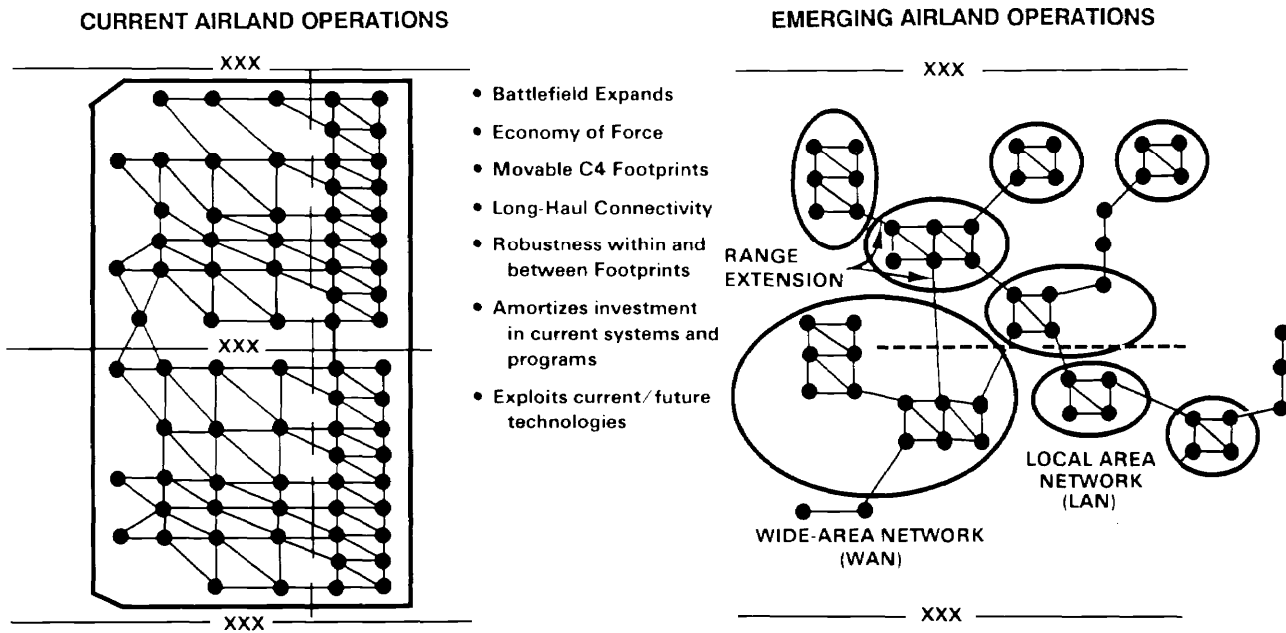 CURRENT AIRLAND OPERATIONS
XXX
XXX
XXX
• Battlefield Expands
• Economy of Force
• Movable C4 Footprints
• Long-Haul Connectivity
• Robustness within and
between Footprints
• Amortizes investment
in current systems and
programs
• Exploits current/future
technologies
EMERGING AIRLAND OPERATIONS
XXX
RANGE
EXTENSION
LOCAL AREA
NETWORK
(LAN)
WIDE-AREA NETWORK
(WAN)
XXX